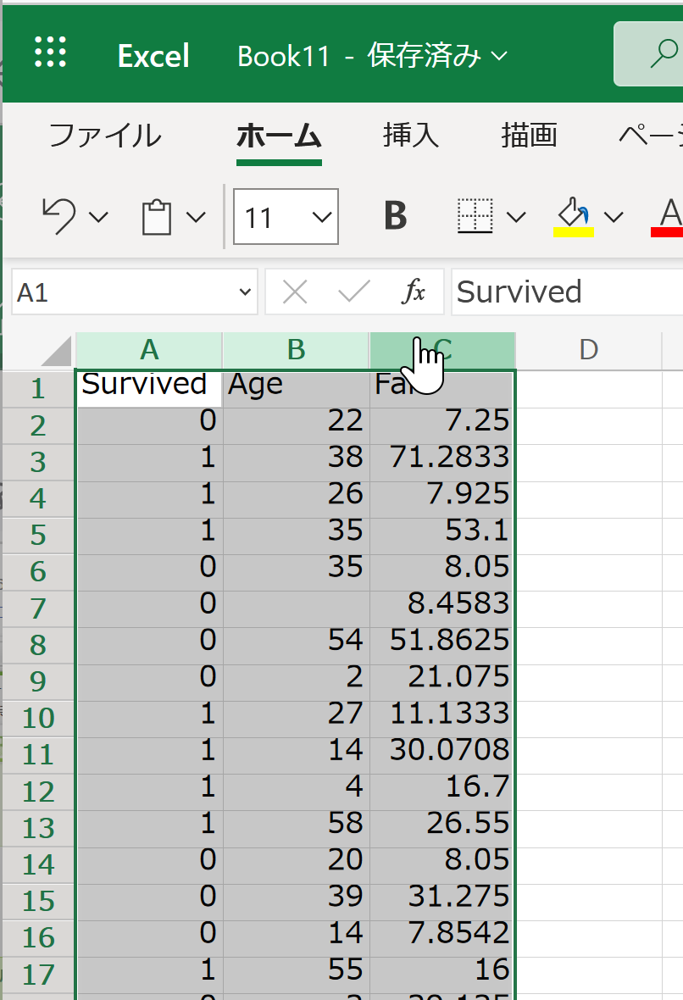 Excel Book11 - 保存済み
ファイル ホーム 挿入 描画
11 B A
A1 fx Survived
A B C D
1 Survived Age
2 0 22 7.25
3 1 38 71.2833
4 1 26 7.925
5 1 35 53.1
6 0 35 8.05
7 0 8.4583
8 0 54 51.8625
9 0 2 21.075
10 1 27 11.1333
11 1 14 30.0708
12 1 4 16.7
13 1 58 26.55
14 0 20 8.05
15 0 39 31.275
16 0 14 7.8542
17 1 55 16